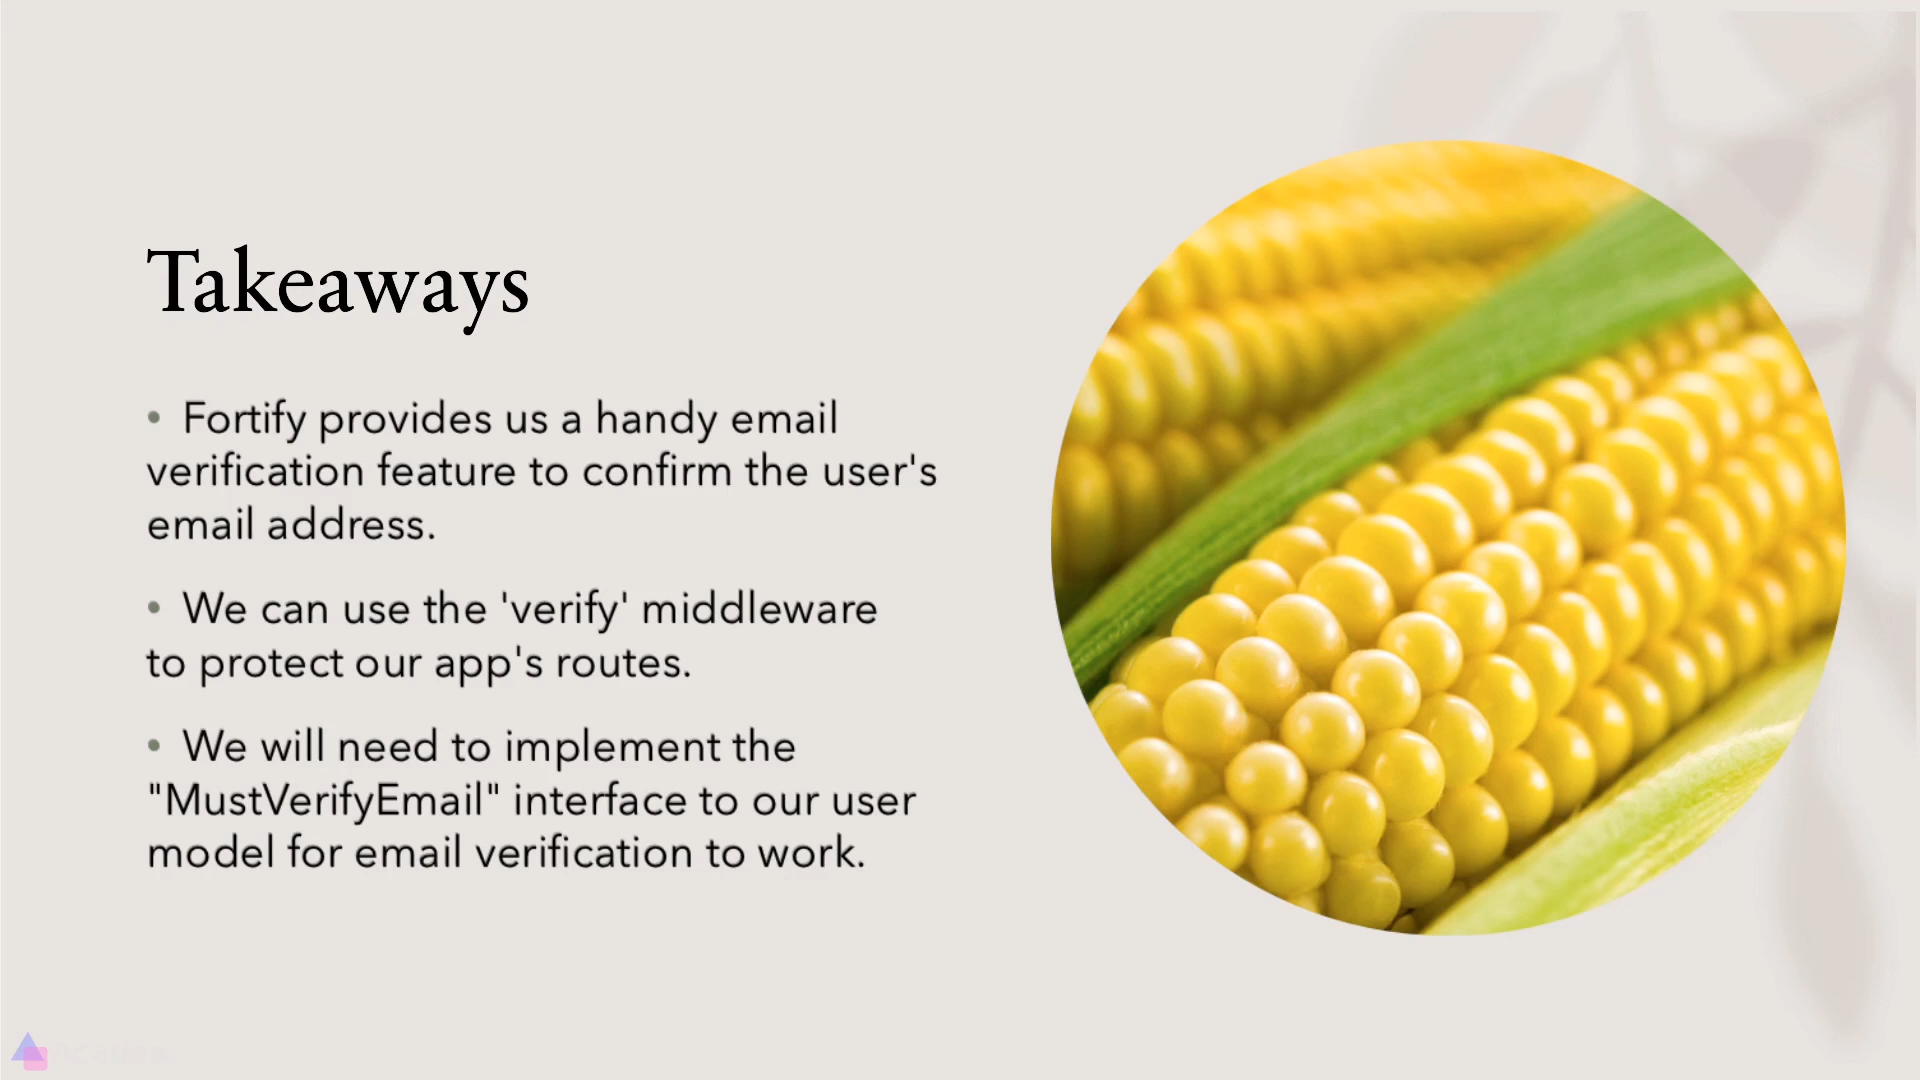 Takeaways
• Fortify provides us a handy email
verification feature to confirm the user's
email address.
• We can use the 'verify' middleware
to protect our app's routes.
• We will need to implement the
"MustVerifyEmail" interface to our user
model for email verification to work.